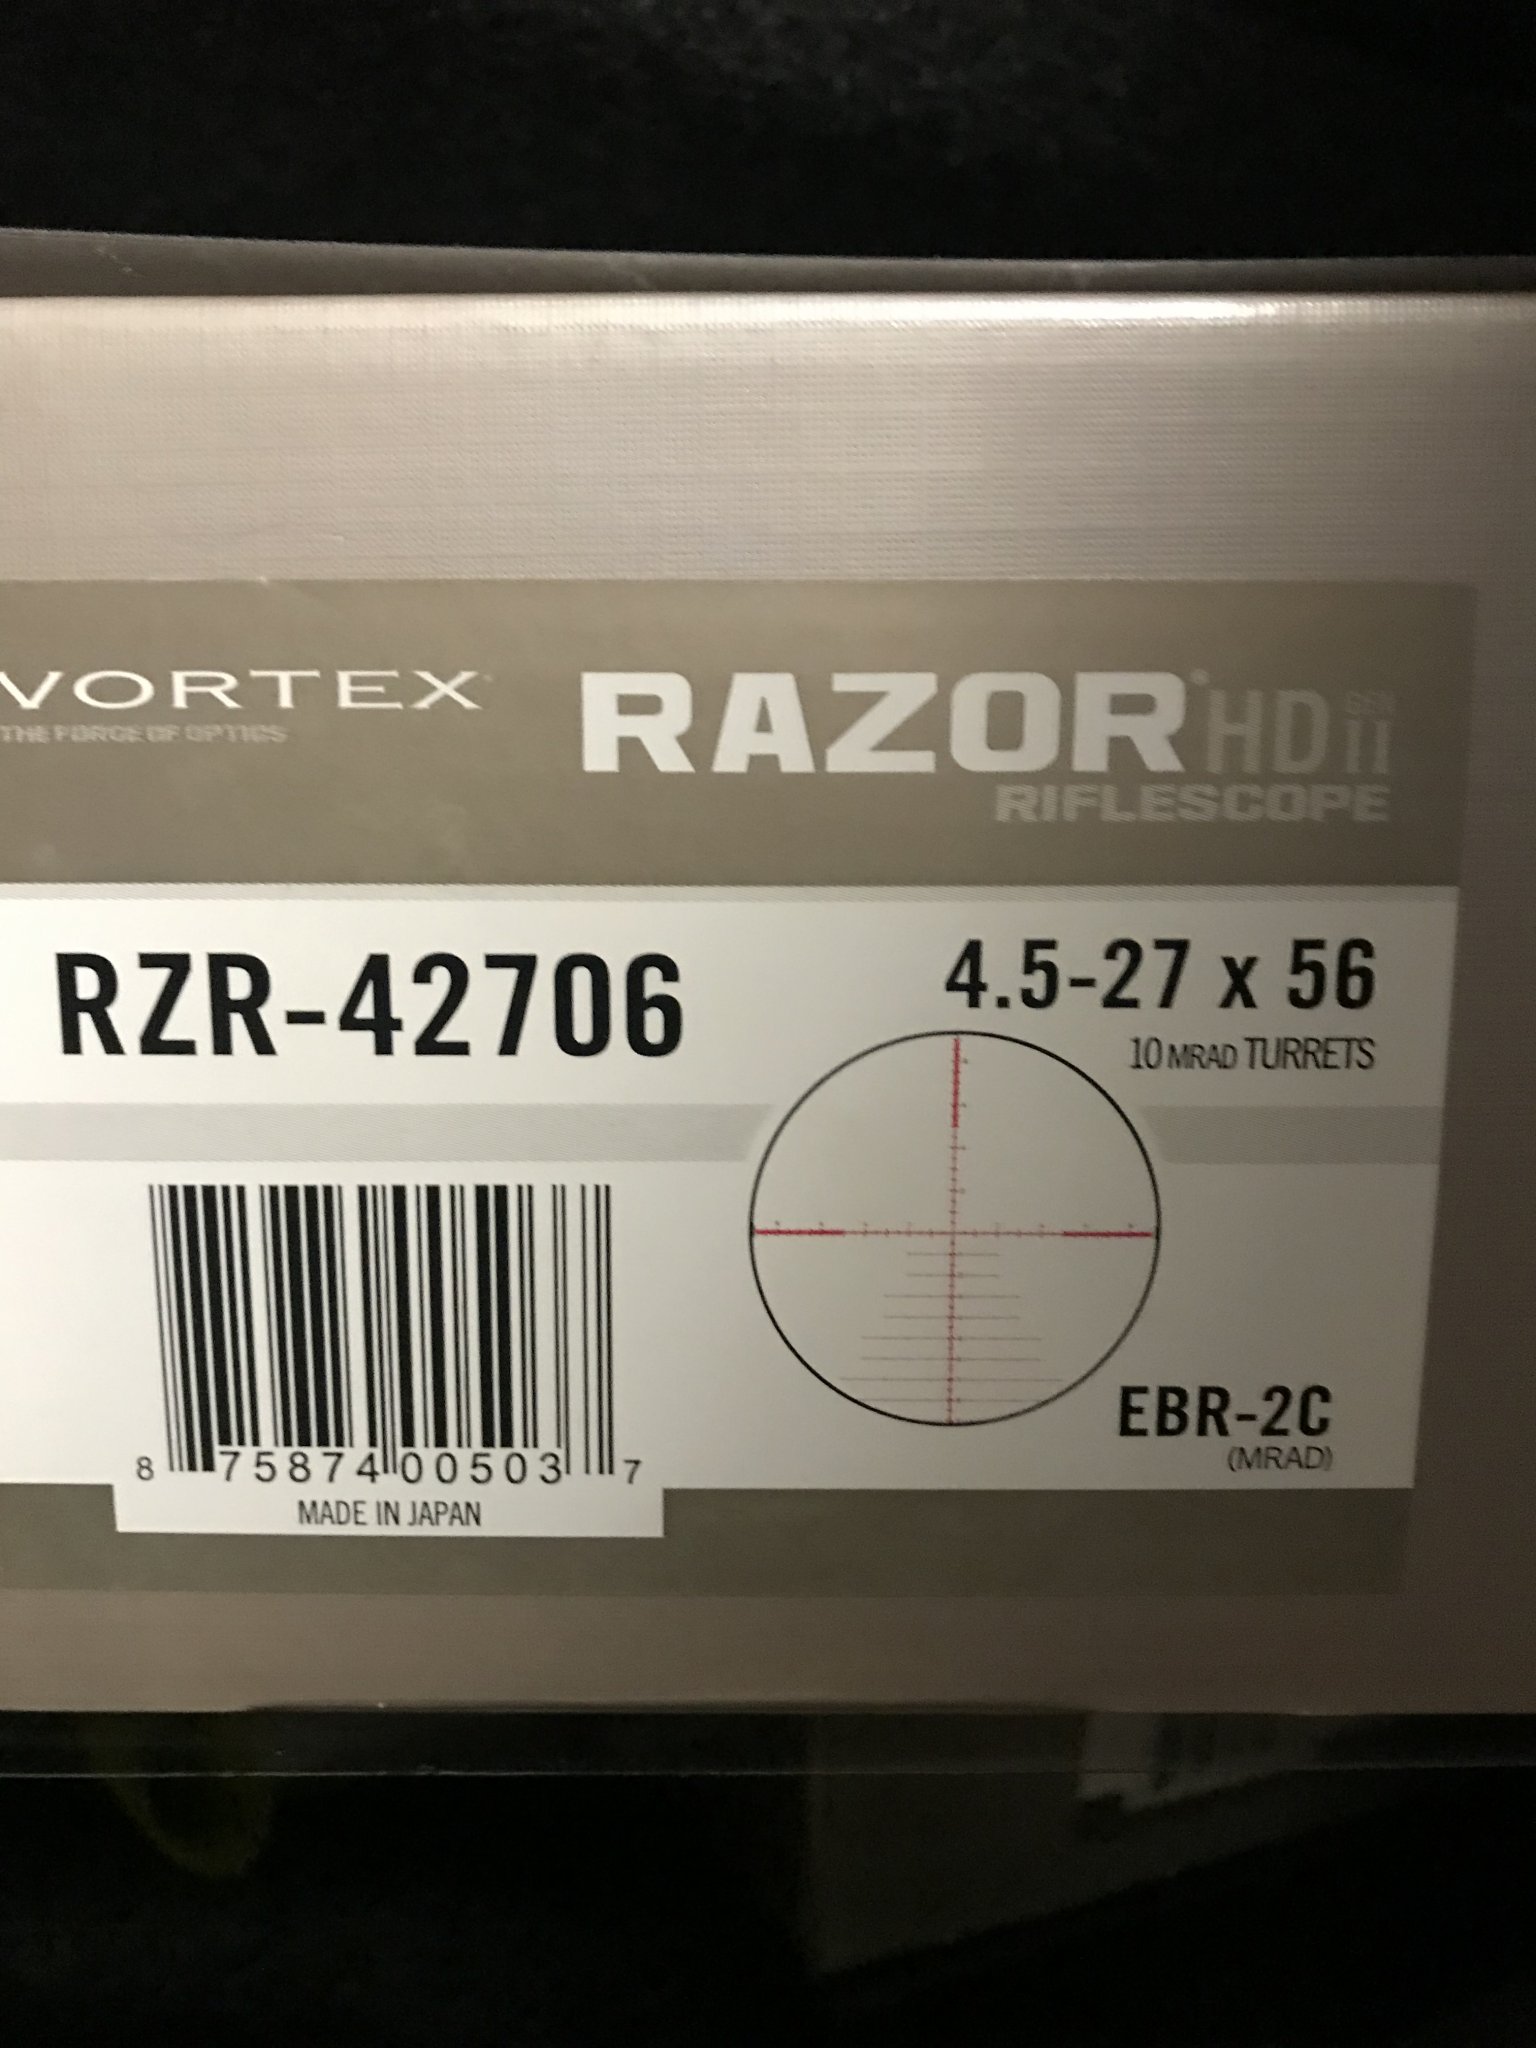 VORTEX
THE FORCE OF OPTICS
RAZOR® HD GEN II
RIFLESCOPE
RZR-42706
4.5-27 x 56
10 MRAD TURRETS
EBR-2C
(MRAD)
8 75874 00503 7
MADE IN JAPAN